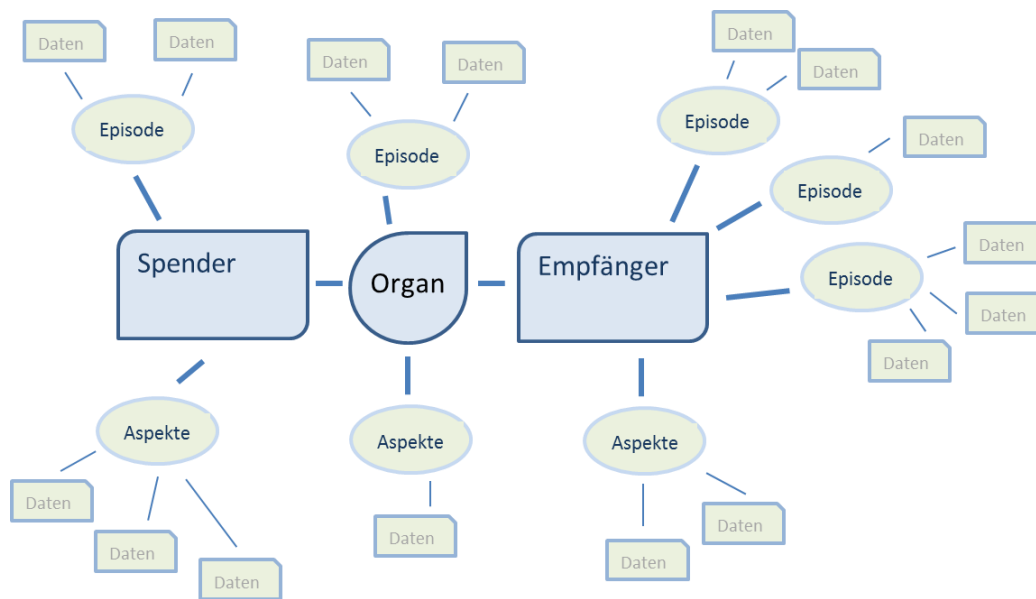 Daten
Daten
Daten
Daten
Daten
Daten
Episode
Episode
Episode
Daten
Episode
Spender
Organ
Empfänger
Daten
Episode
Daten
Daten
Aspekte
Aspekte
Aspekte
Daten
Daten
Daten
Daten
Daten
Daten
Daten